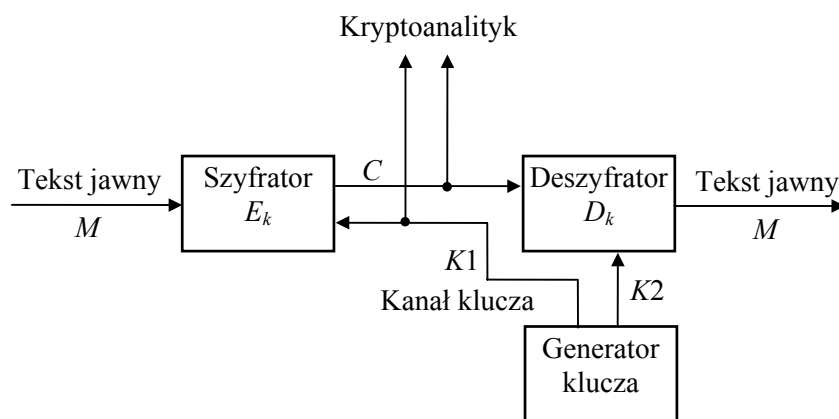 Kryptoanalityk
Tekst jawny
M
Szyfrator
E_k
C
Deszyfrator
D_k
Tekst jawny
M
K1
Kanał klucza
K2
Generator
klucza